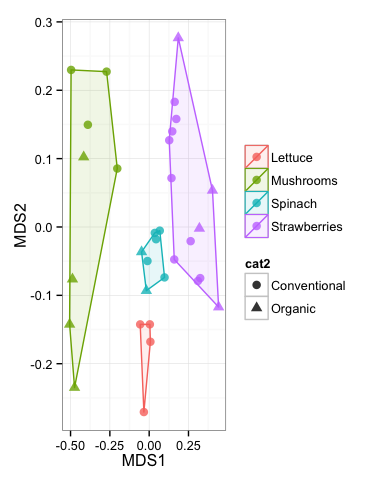 0.3
0.2
0.1
0.0
-0.1
-0.2
MDS2
-0.50 -0.25 0.00 0.25
MDS1
Lettuce
Mushrooms
Spinach
Strawberries
cat2
Conventional
Organic